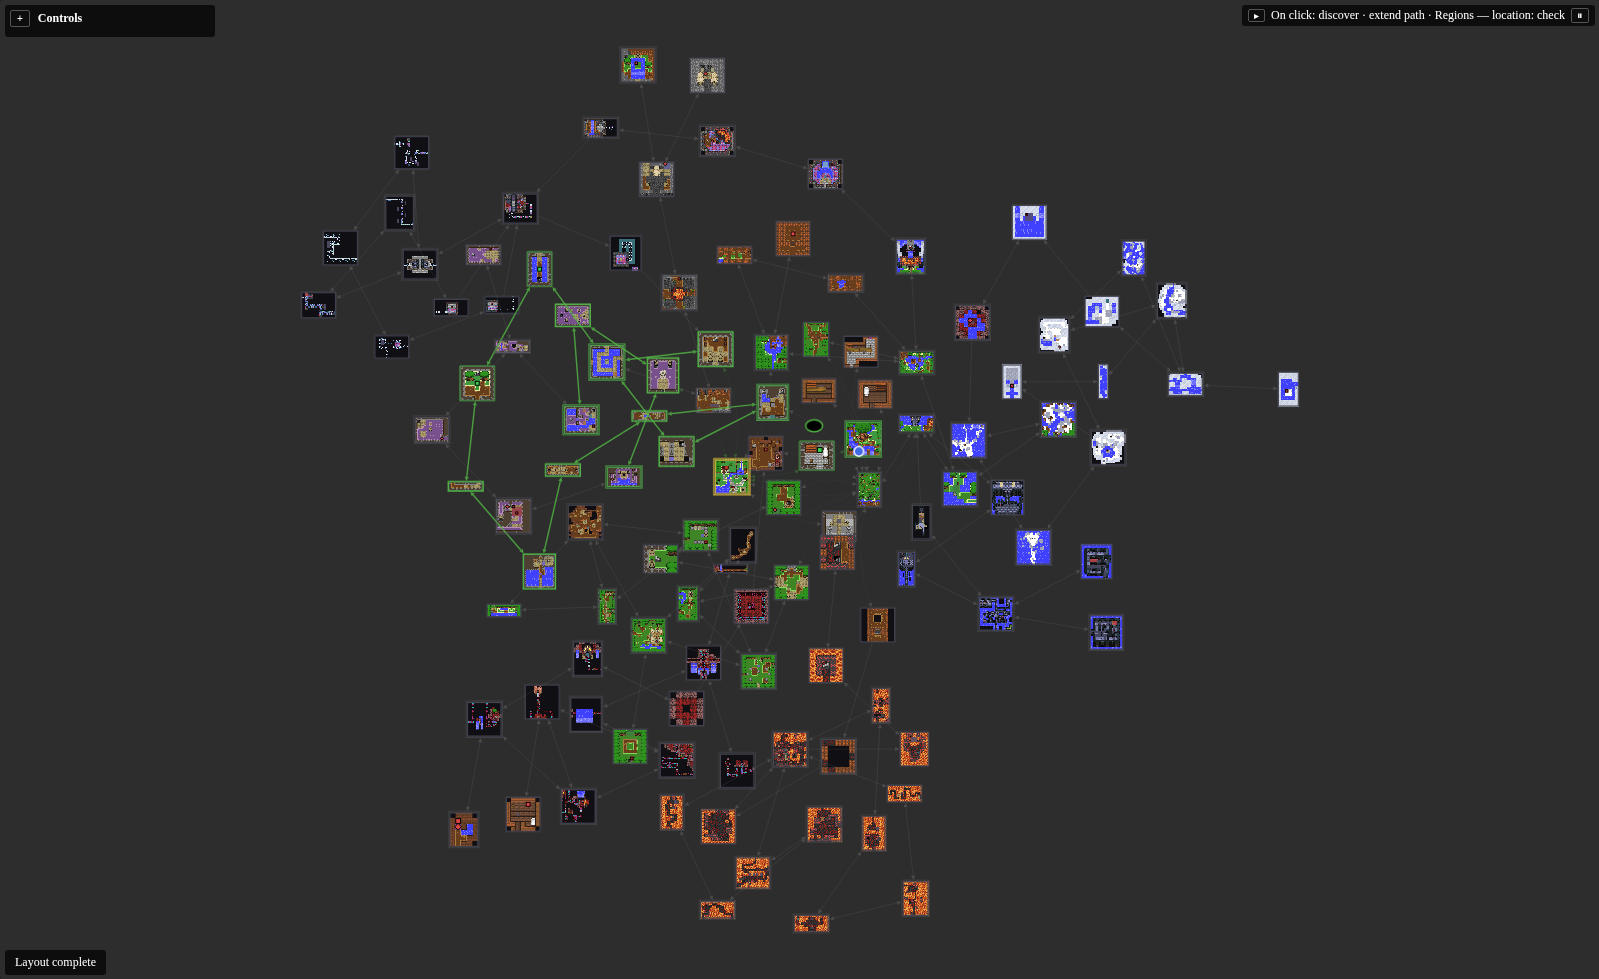 + Controls
On click: discover · extend path · Regions — location: check
Layout complete